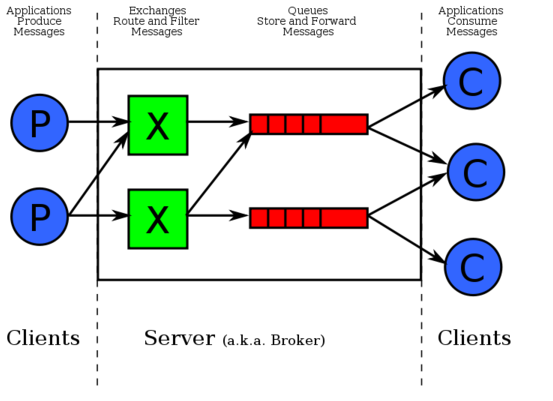 Applications
Produce
Messages
Exchanges
Route and Filter
Messages
Queues
Store and Forward
Messages
Applications
Consume
Messages
P
P
X
X
C
C
C
Clients
Server (a.k.a. Broker)
Clients